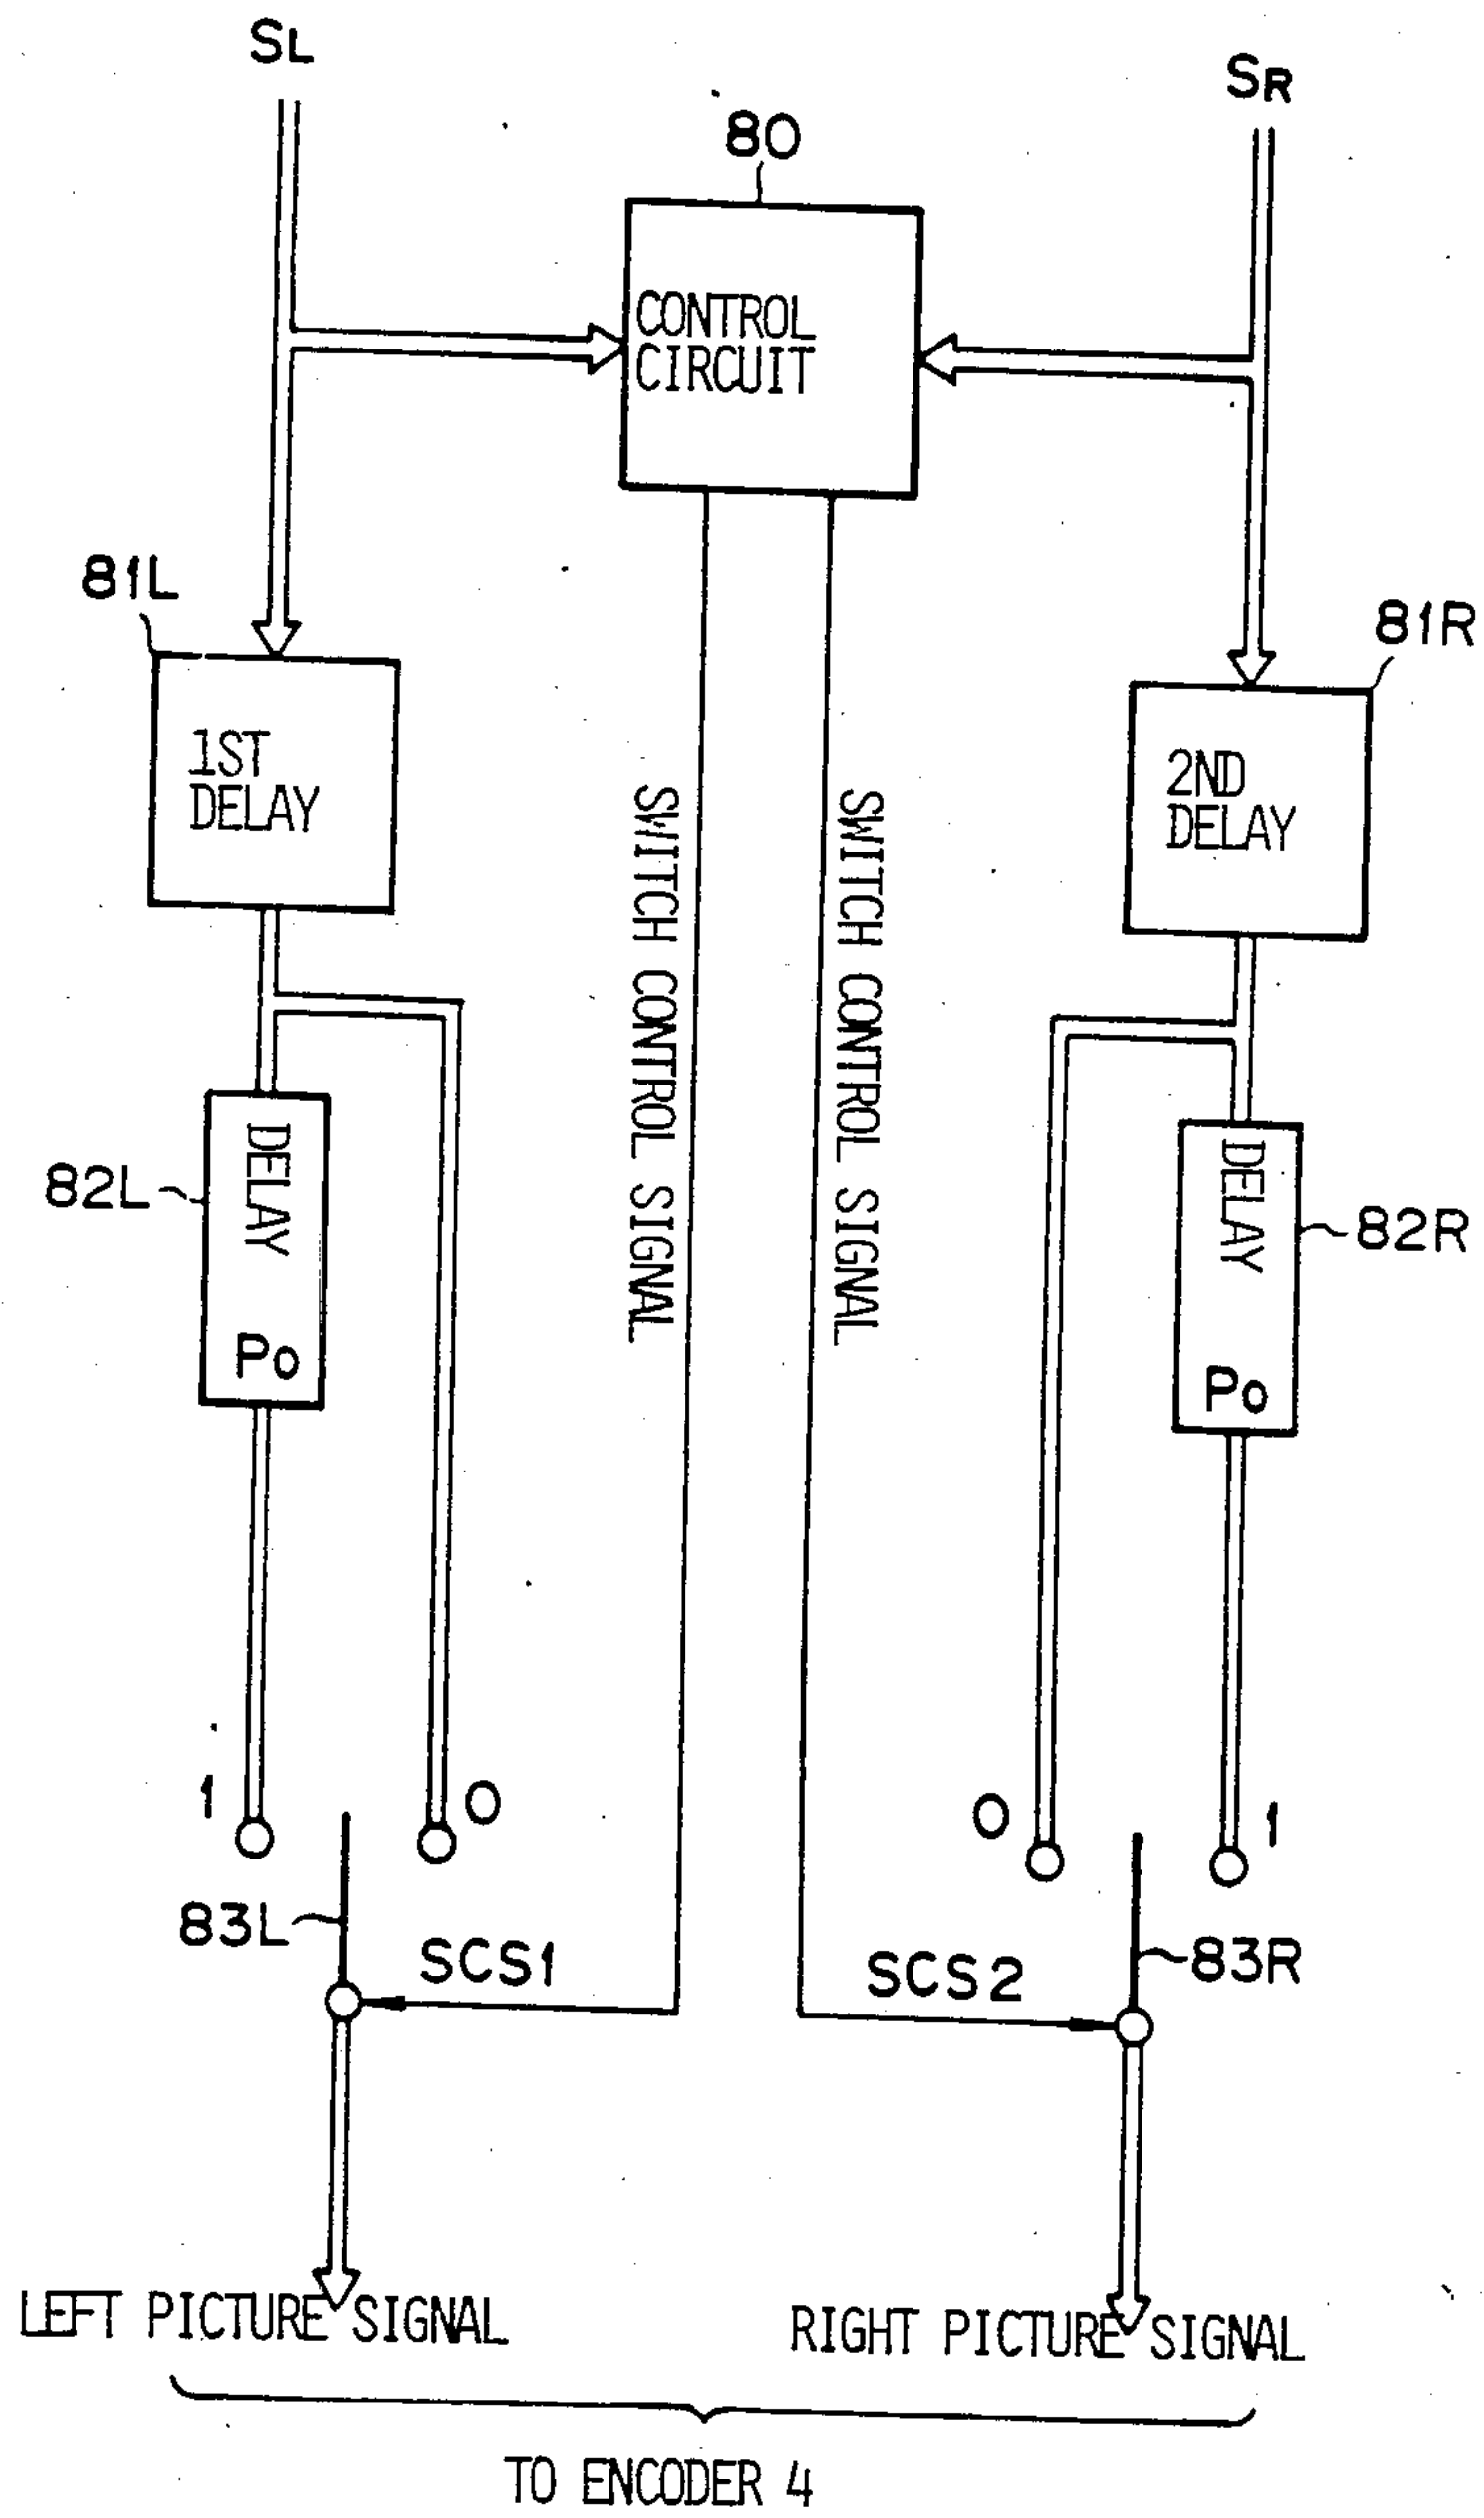 SL
SR
80
CONTROL
CIRCUIT
81L
81R
1ST
DELAY
2ND
DELAY
SWITCH CONTROL SIGNAL
SWITCH CONTROL SIGNAL
82L
DELAY
Po
DELAY
Po
82R
1
0
0
1
83L
SCS1
SCS2
83R
LEFT PICTURE SIGNAL
RIGHT PICTURE SIGNAL
TO ENCODER 4